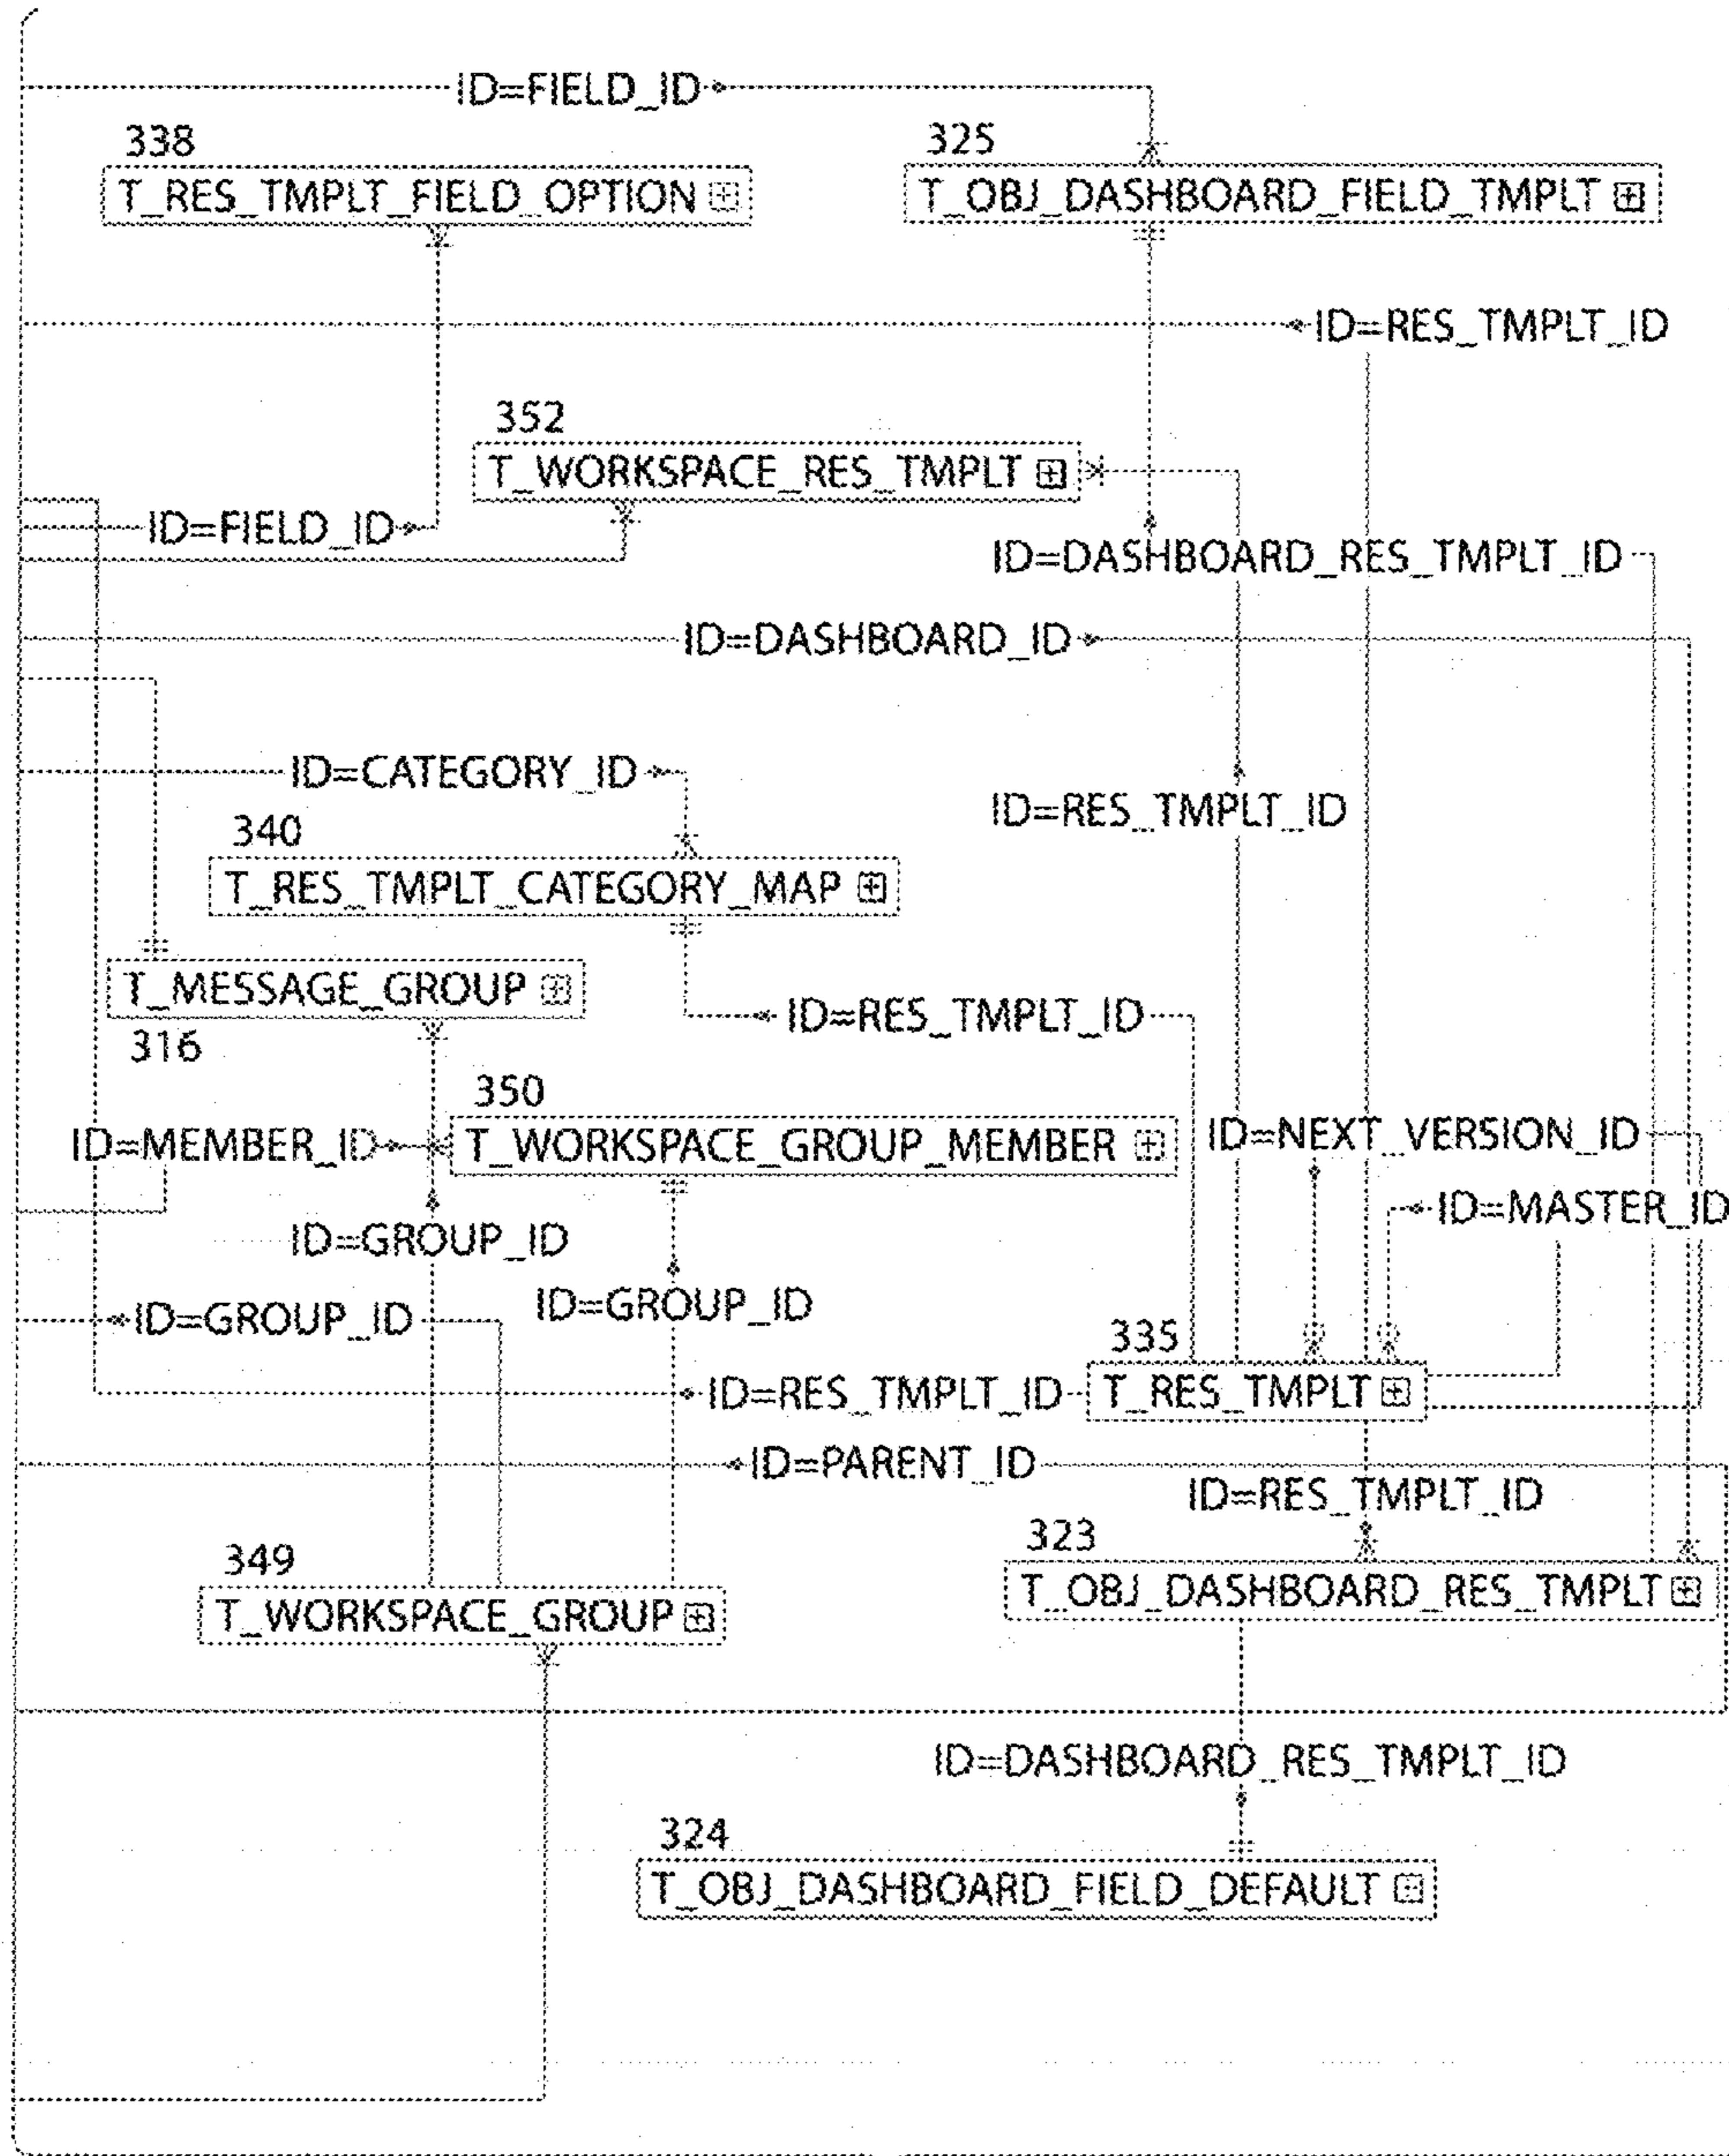 ID=FIELD_ID
338
325
T_RES_TMPLT_FIELD_OPTION
T_OBJ_DASHBOARD_FIELD_TMPLT
ID=RES_TMPLT_ID
352
T_WORKSPACE_RES_TMPLT
ID=FIELD_ID
ID=DASHBOARD_RES_TMPLT_ID
ID=DASHBOARD_ID
ID=CATEGORY_ID
ID=RES_TMPLT_ID
340
T_RES_TMPLT_CATEGORY_MAP
T_MESSAGE_GROUP
ID=RES_TMPLT_ID
316
350
ID=MEMBER_ID
T_WORKSPACE_GROUP_MEMBER
ID=NEXT_VERSION_ID
ID=MASTER_ID
ID=GROUP_ID
ID=GROUP_ID
ID=GROUP_ID
335
ID=RES_TMPLT_ID
T_RES_TMPLT
ID=PARENT_ID
ID=RES_TMPLT_ID
323
349
T_OBJ_DASHBOARD_RES_TMPLT
T_WORKSPACE_GROUP
ID=DASHBOARD_RES_TMPLT_ID
324
T_OBJ_DASHBOARD_FIELD_DEFAULT